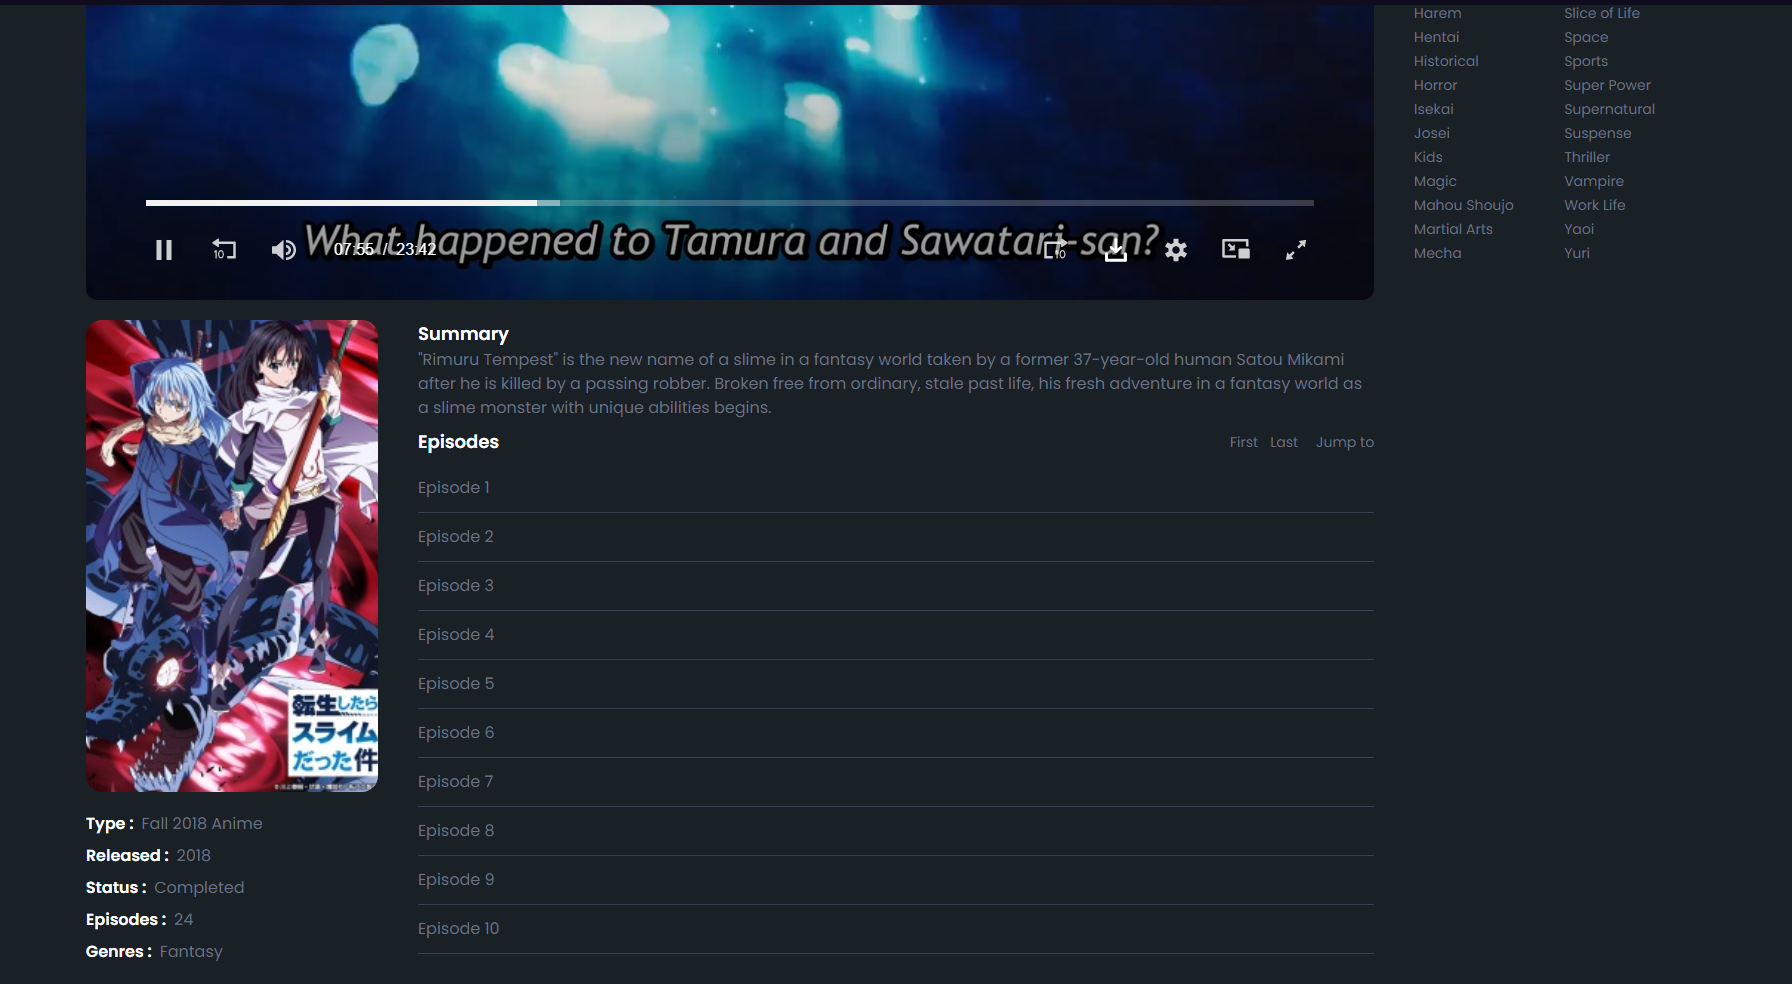 Harem
Hentai
Historical
Horror
Isekai
Josei
Kids
Magic
Mahou Shoujo
Martial Arts
Mecha
Slice of Life
Space
Sports
Super Power
Supernatural
Suspense
Thriller
Vampire
Work Life
Yaoi
Yuri
What happened to Tamura and Sawatari-san?
10
07:55 / 23:42
10
転生したら
スライム
だった件
Type : Fall 2018 Anime
Released : 2018
Status : Completed
Episodes : 24
Genres : Fantasy
Summary
"Rimuru Tempest" is the new name of a slime in a fantasy world taken by a former 37-year-old human Satou Mikami
after he is killed by a passing robber. Broken free from ordinary, stale past life, his fresh adventure in a fantasy world as
a slime monster with unique abilities begins.
Episodes
First Last Jump to
Episode 1
Episode 2
Episode 3
Episode 4
Episode 5
Episode 6
Episode 7
Episode 8
Episode 9
Episode 10